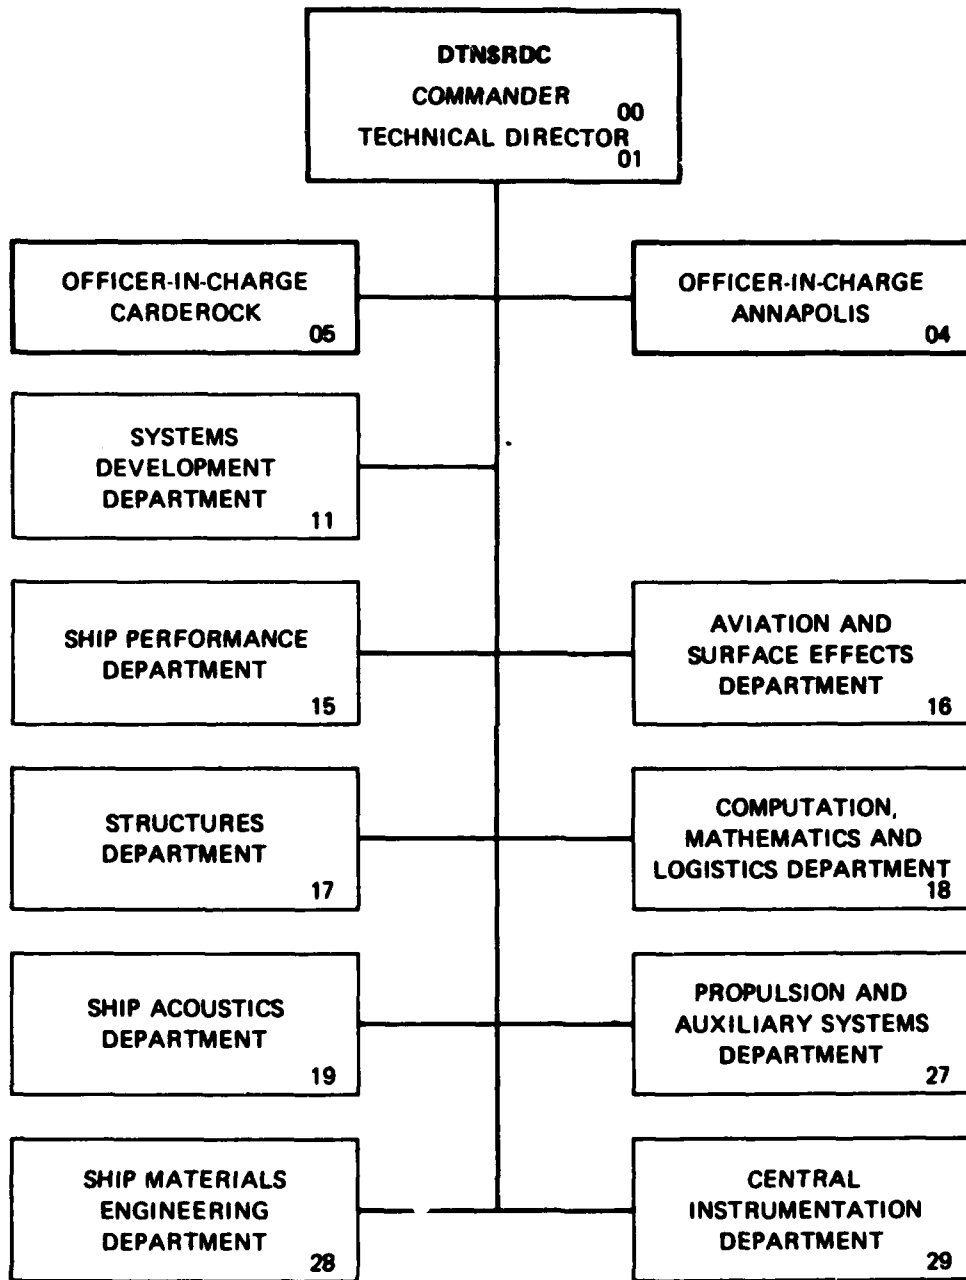 DTNSRDC
COMMANDER
00
TECHNICAL DIRECTOR
01
OFFICER-IN-CHARGE
CARDEROCK
05
OFFICER-IN-CHARGE
ANNAPOLIS
04
SYSTEMS
DEVELOPMENT
DEPARTMENT
11
SHIP PERFORMANCE
DEPARTMENT
15
AVIATION AND
SURFACE EFFECTS
DEPARTMENT
16
STRUCTURES
DEPARTMENT
17
COMPUTATION,
MATHEMATICS AND
LOGISTICS DEPARTMENT
18
SHIP ACOUSTICS
DEPARTMENT
19
PROPULSION AND
AUXILIARY SYSTEMS
DEPARTMENT
27
SHIP MATERIALS
ENGINEERING
DEPARTMENT
28
CENTRAL
INSTRUMENTATION
DEPARTMENT
29